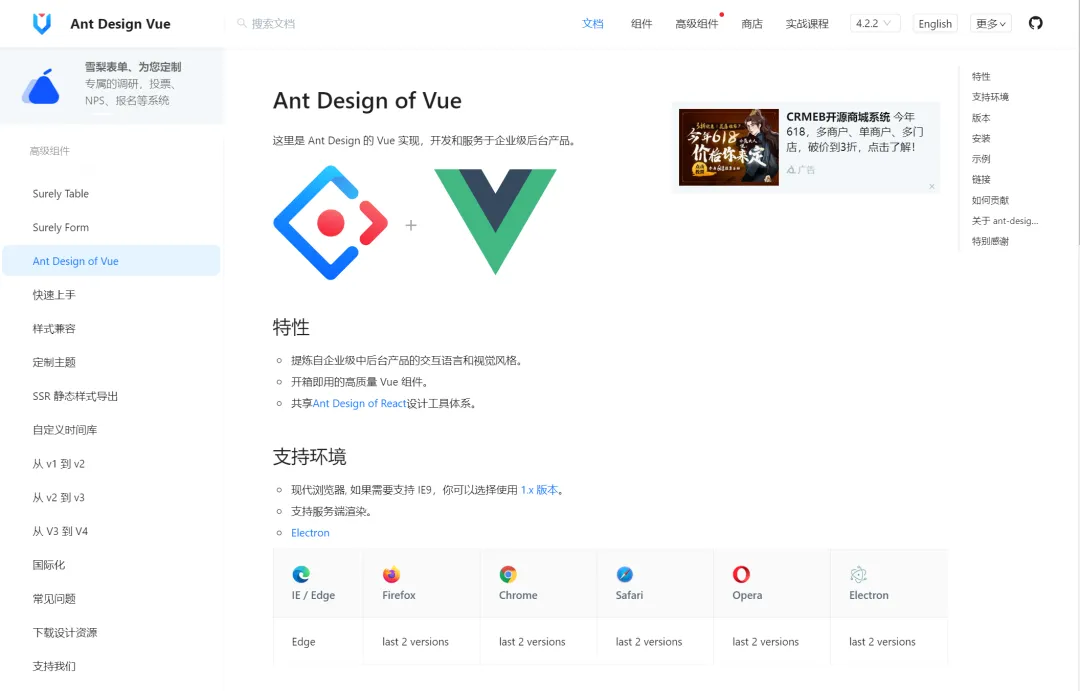 Ant Design Vue
搜索文档
文档
组件
高级组件
商店
实战课程
4.2.2
English
更多
雪梨表单、为您定制
专属的调研，投票、
NPS、报名等系统
高级组件
Surely Table
Surely Form
Ant Design of Vue
快速上手
样式兼容
定制主题
SSR 静态样式导出
自定义时间库
从 v1 到 v2
从 v2 到 v3
从 V3 到 V4
国际化
常见问题
下载设计资源
支持我们
Ant Design of Vue
这里是 Ant Design 的 Vue 实现，开发和服务于企业级后台产品。
+
今年618
价给你来定
CRMEB开源商城系统 今年
618，多商户、单商户、多门
店，破价到3折，点击了解！
广告
×
特性
提炼自企业级中后台产品的交互语言和视觉风格。
开箱即用的高质量 Vue 组件。
共享Ant Design of React设计工具体系。
支持环境
现代浏览器, 如果需要支持 IE9，你可以选择使用 1.x 版本。
支持服务端渲染。
Electron
IE / Edge
Firefox
Chrome
Safari
Opera
Electron
Edge
last 2 versions
last 2 versions
last 2 versions
last 2 versions
last 2 versions
特性
支持环境
版本
安装
示例
链接
如何贡献
关于 ant-desig...
特别感谢